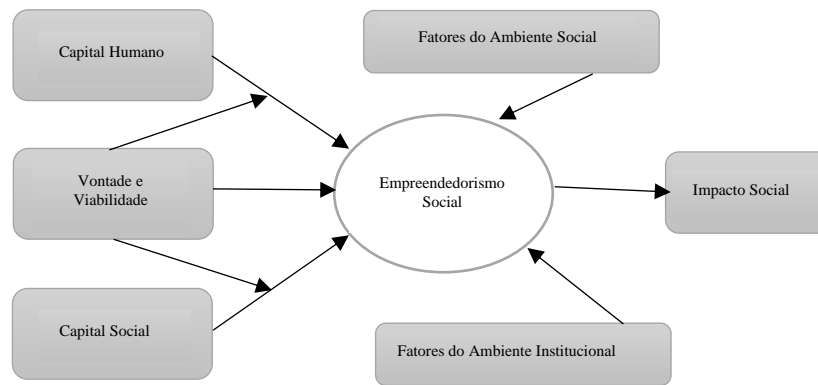 Capital Humano
Fatores do Ambiente Social
Vontade e
Viabilidade
Empreendedorismo
Social
Impacto Social
Capital Social
Fatores do Ambiente Institucional